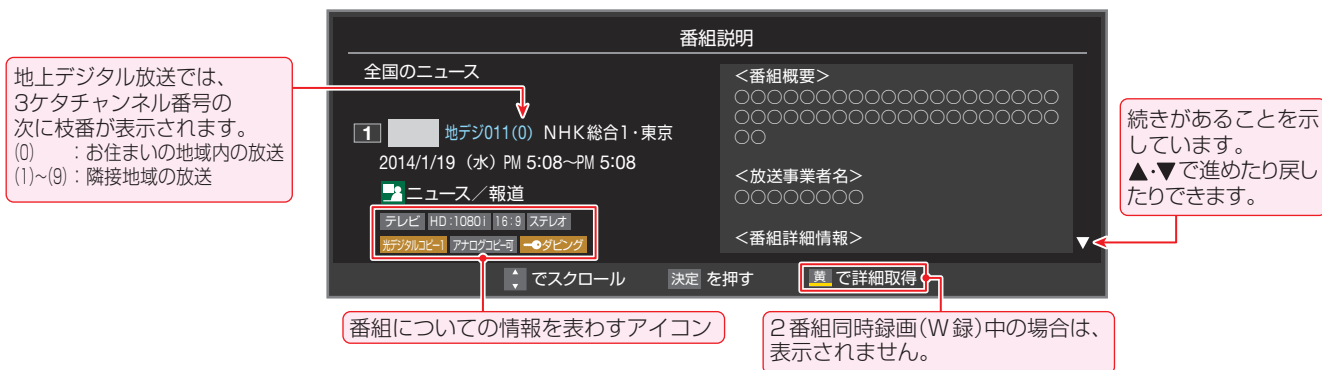 番組説明
地上デジタル放送では、
3ケタチャンネル番号の
次に枝番が表示されます。
(0)　：お住まいの地域内の放送
(1)~(9)：隣接地域の放送
全国のニュース
1 地デジ011(0) NHK総合1・東京
2014/1/19（水）PM 5:08～PM 5:08
ニュース／報道
テレビ HD:1080i 16:9 ステレオ
光デジタルコピー1 アナログコピー可 ダビング
＜番組概要＞
○○○○○○○○○○○○○○○○○○○○
○○○○○○○○○○○○○○○○○○○○
○○
＜放送事業者名＞
○○○○○○○○
＜番組詳細情報＞
▼
続きがあることを示
しています。
▲・▼で進めたり戻し
たりできます。
でスクロール 決定 を押す 黄 で詳細取得
番組についての情報を表わすアイコン
2番組同時録画(W録)中の場合は、
表示されません。